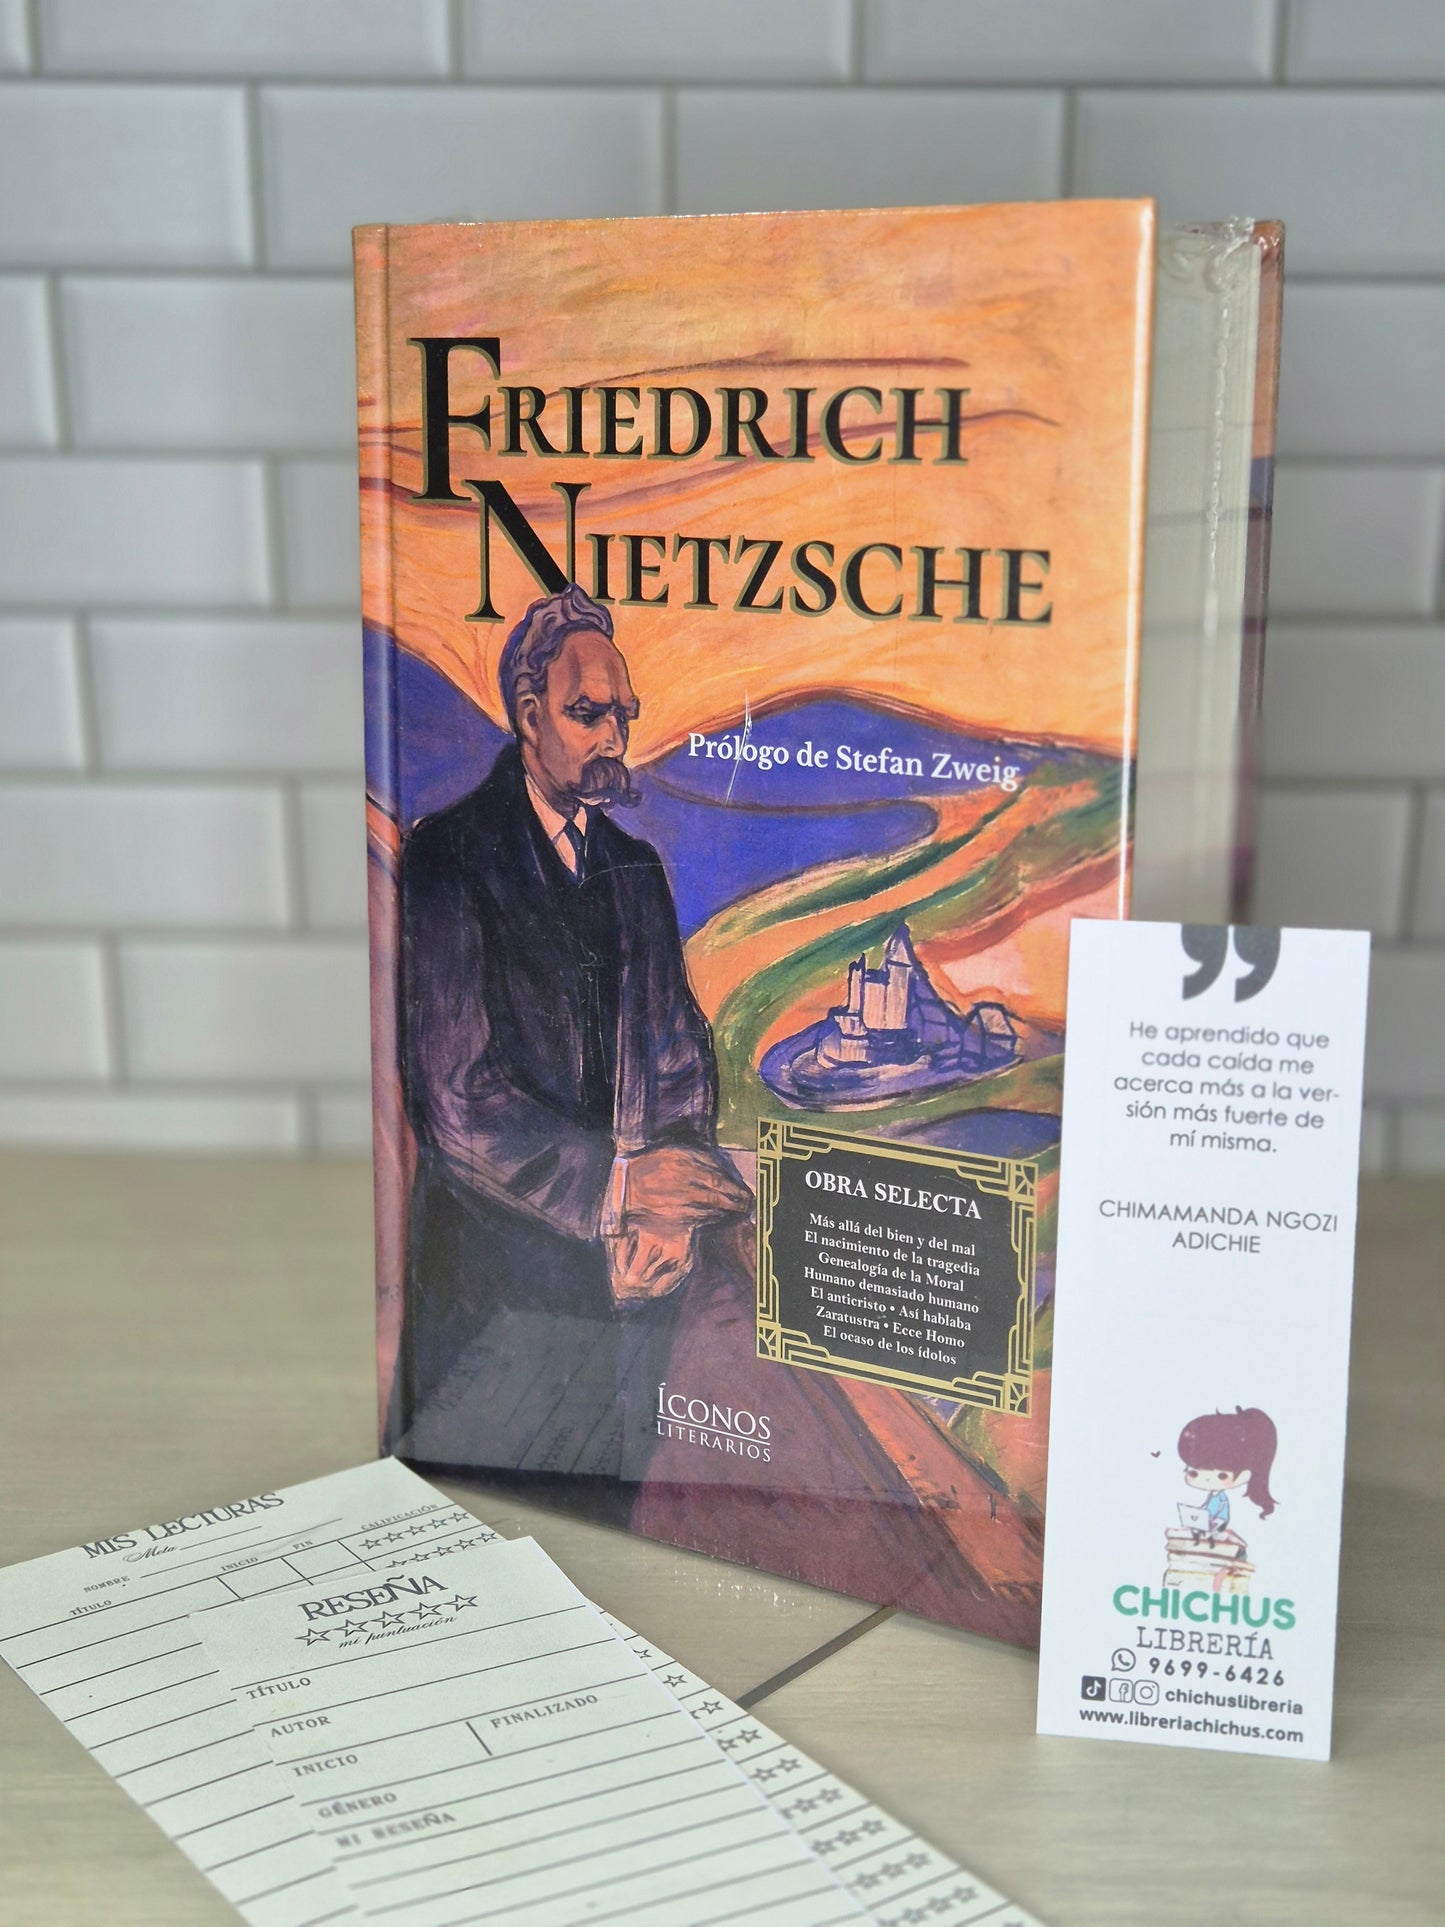 FRIEDRICH
NIETZSCHE
Prólogo de Stefan Zweig
OBRA SELECTA
Más allá del bien y del mal
El nacimiento de la tragedia
Genealogía de la Moral
Humano demasiado humano
El anticristo • Así hablaba
Zaratustra • Ecce Homo
El ocaso de los ídolos
ÍCONOS
LITERARIOS
”
He aprendido que
cada caída me
acerca más a la ver-
sión más fuerte de
mí misma.
CHIMAMANDA NGOZI
ADICHIE
CHICHUS
LIBRERÍA
9699-6426
chichuslibreria
www.libreriachichus.com
MIS LECTURAS
Meta
NOMBRE
TÍTULO INICIO FIN CALIFICACIÓN
RESEÑA
mi puntuación
TÍTULO
AUTOR
INICIO FINALIZADO
GÉNERO
MI RESEÑA